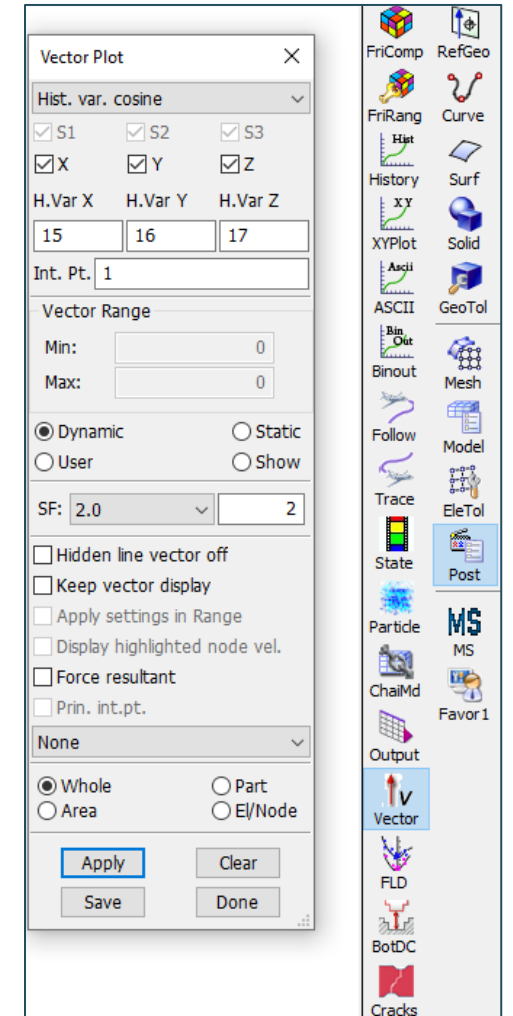 Vector Plot
Hist. var. cosine
S1 S2 S3
X Y Z
H.Var X H.Var Y H.Var Z
15 16 17
Int. Pt. 1
Vector Range
Min: 0
Max: 0
Dynamic Static
User Show
SF: 2.0 2
Hidden line vector off
Keep vector display
Apply settings in Range
Display highlighted node vel.
Force resultant
Prin. int.pt.
None
Whole Part
Area El/Node
Apply Clear
Save Done
FriComp RefGeo
FriRang Curve
Hist
History Surf
X Y
XYPlot Solid
Ascii
ASCII GeoTol
Bin
Out
Binout Mesh
Follow Model
Trace EleTol
State Post
MS
Particle MS
ChaiMd Favor1
Output
V
Vector
FLD
BotDC
Cracks